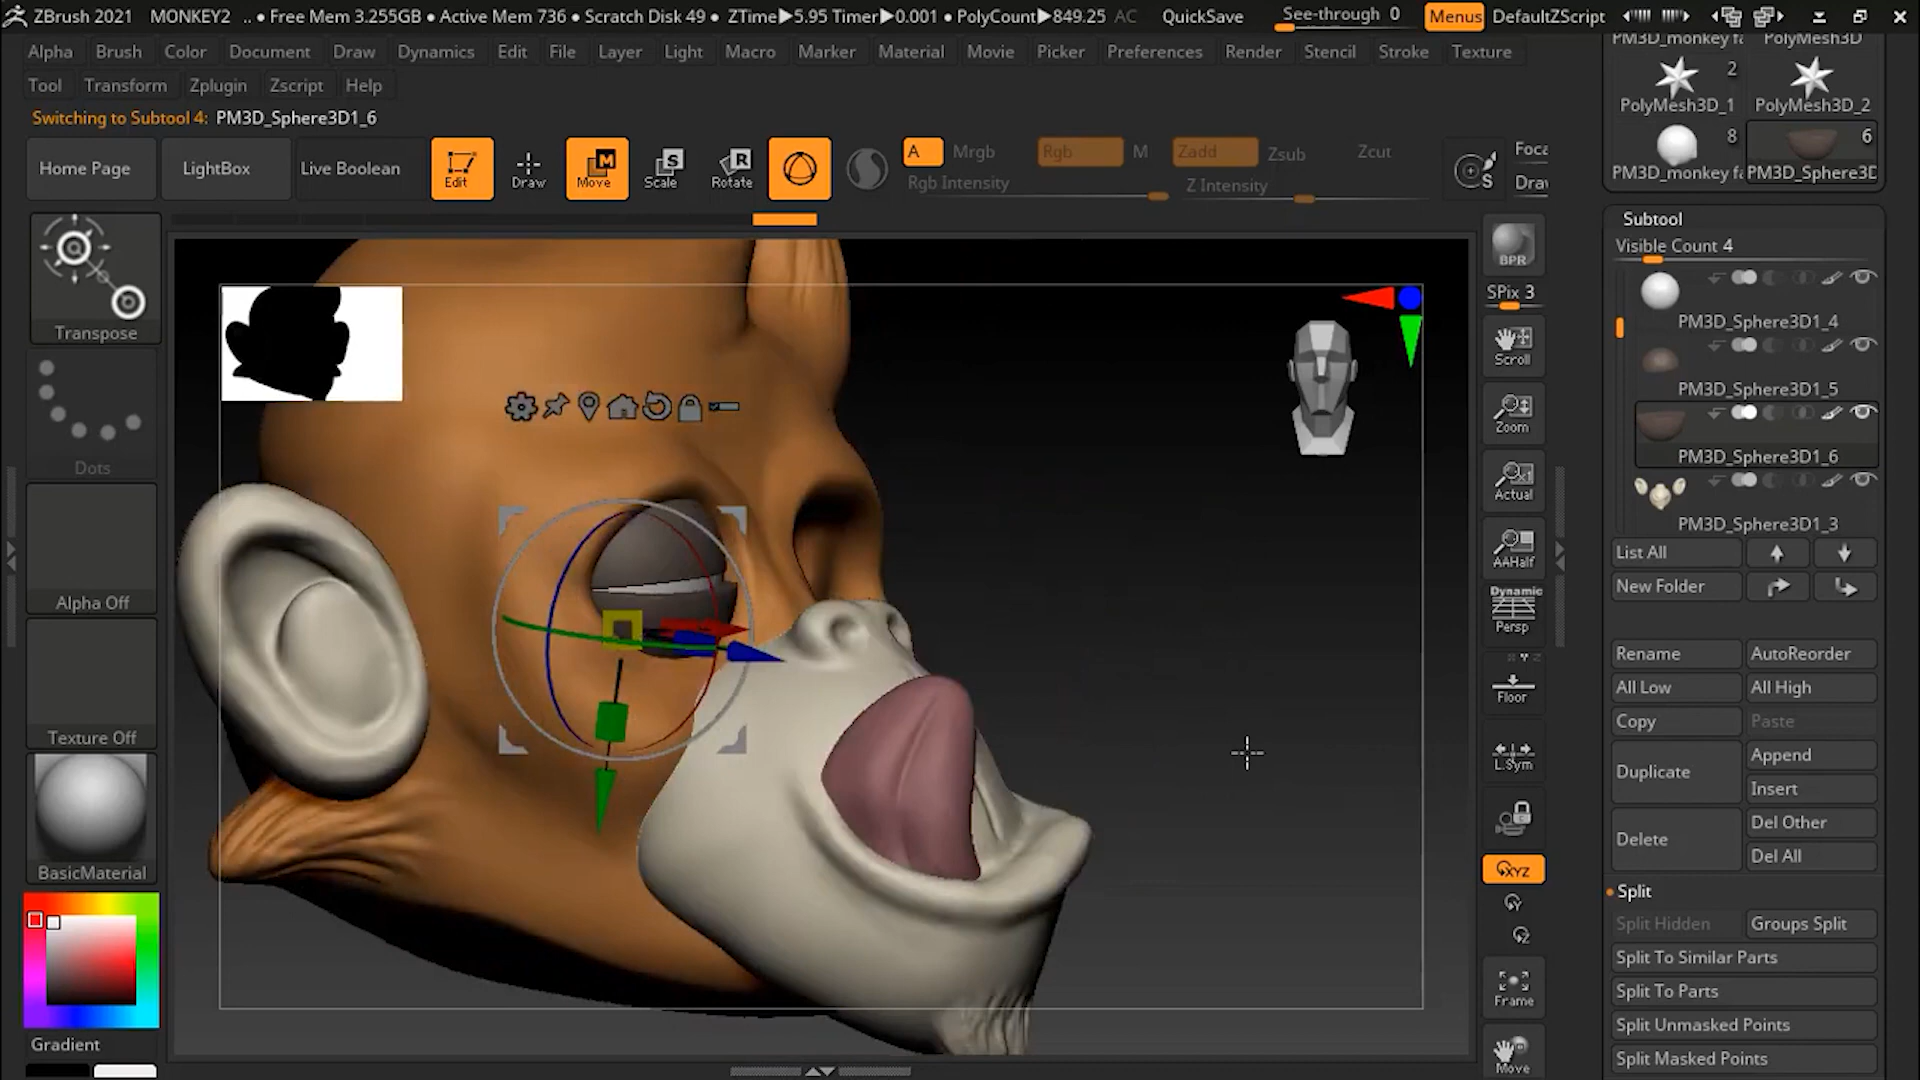 ZBrush 2021 MONKEY2 .. • Free Mem 3.255GB • Active Mem 736 • Scratch Disk 49 • ZTime▶5.95 Timer▶0.001 • PolyCount▶849.25 AC QuickSave See-through 0 Menus DefaultZScript
Alpha Brush Color Document Draw Dynamics Edit File Layer Light Macro Marker Material Movie Picker Preferences Render Stencil Stroke Texture
Tool Transform Zplugin Zscript Help
Switching to Subtool 4: PM3D_Sphere3D1_6
Home Page LightBox Live Boolean Edit Draw Move Scale Rotate
A Mrgb Rgb M Zadd Zsub Zcut
Rgb Intensity Z Intensity
Foca
Drav
Transpose
Dots
Alpha Off
Texture Off
BasicMaterial
Gradient
BPR
SPix 3
Scroll
Zoom
Actual
AAHalf
Dynamic
Persp
Floor
L.Sym
XYZ
Y
Z
Frame
Move
PM3D_monkey fa PolyMesh3D
2
PolyMesh3D_1 PolyMesh3D_2
8 6
PM3D_monkey fa PM3D_Sphere3D
Subtool
Visible Count 4
PM3D_Sphere3D1_4
PM3D_Sphere3D1_5
PM3D_Sphere3D1_6
PM3D_Sphere3D1_3
List All
New Folder
Rename AutoReorder
All Low All High
Copy Paste
Duplicate Append
Insert
Delete Del Other
Del All
Split
Split Hidden Groups Split
Split To Similar Parts
Split To Parts
Split Unmasked Points
Split Masked Points